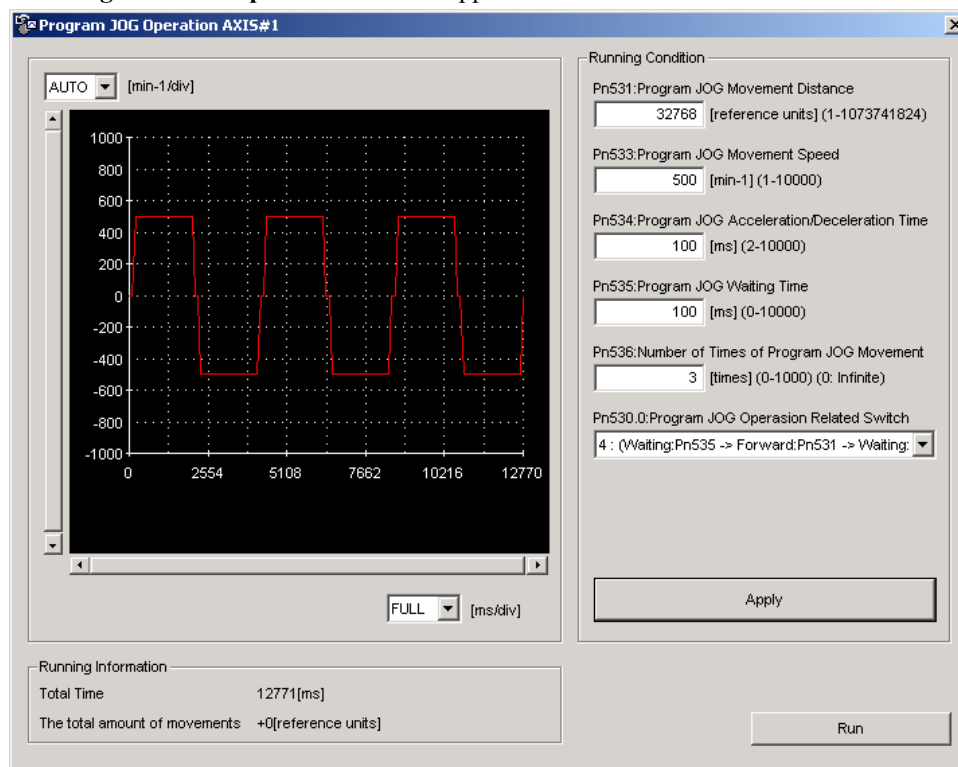 Program JOG Operation AXIS#1
AUTO [min-1/div]
1000
800
600
400
200
0
-200
-400
-600
-800
-1000
0 2554 5108 7662 10216 12770
FULL [ms/div]
Running Condition
Pn531:Program JOG Movement Distance
32768 [reference units] (1-1073741824)
Pn533:Program JOG Movement Speed
500 [min-1] (1-10000)
Pn534:Program JOG Acceleration/Deceleration Time
100 [ms] (2-10000)
Pn535:Program JOG Waiting Time
100 [ms] (0-10000)
Pn536:Number of Times of Program JOG Movement
3 [times] (0-1000) (0: Infinite)
Pn530.0:Program JOG Operasion Related Switch
4 : (Waiting:Pn535 -> Forward:Pn531 -> Waiting:
Apply
Running Information
Total Time 12771[ms]
The total amount of movements +0[reference units]
Run